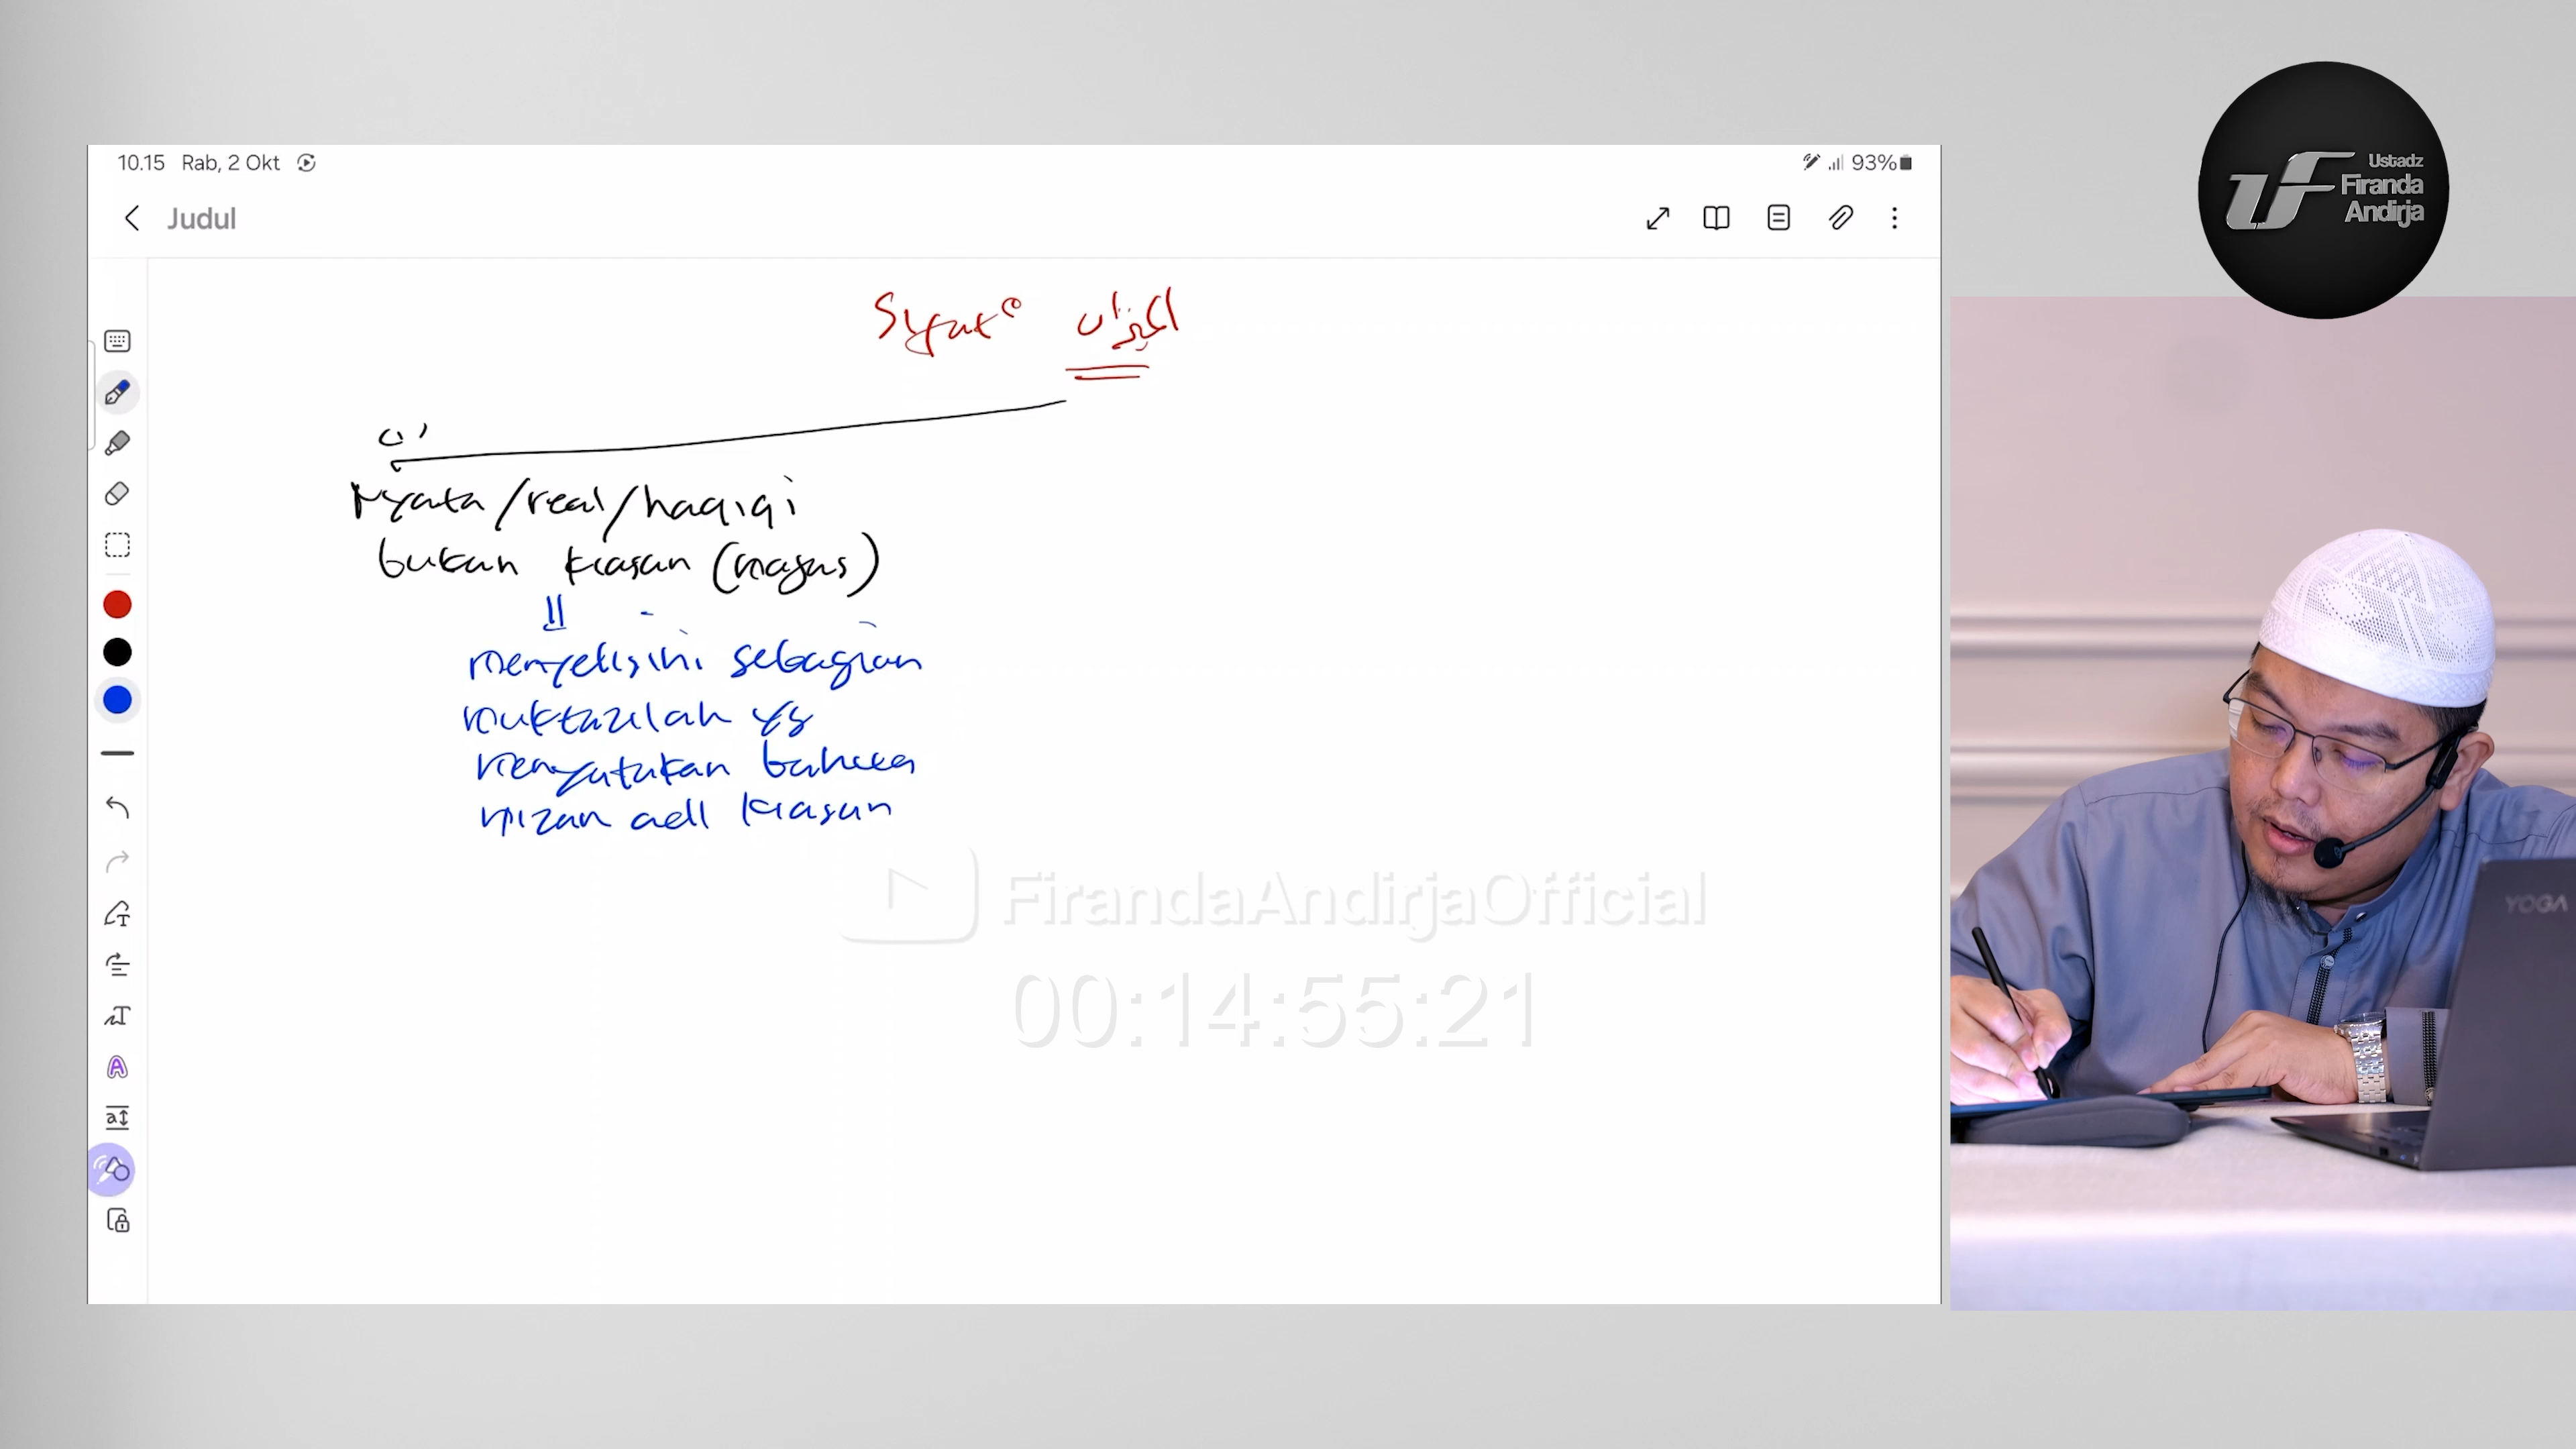 Ustadz
Firanda
Andirja
10.15 Rab, 2 Okt
93%
Judul
Sifat² الميزان
Nyata/real/haqiqi
bukan kiasan (majas)
menyelisihi sebagian
muktazilah yg
menyatakan bahwa
mizan adl kiasan
FirandaAndirjaOfficial
00:14:55:21
YOGA